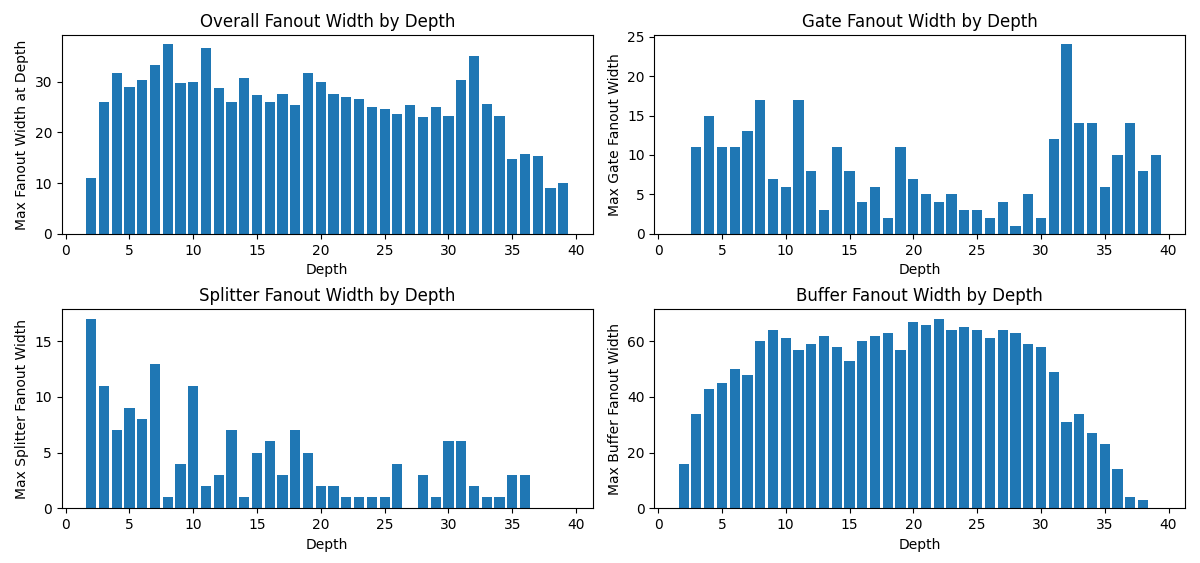 Overall Fanout Width by Depth
Max Fanout Width at Depth
30
20
10
0
0 5 10 15 20 25 30 35 40
Depth
Gate Fanout Width by Depth
Max Gate Fanout Width
25
20
15
10
5
0
0 5 10 15 20 25 30 35 40
Depth
Splitter Fanout Width by Depth
Max Splitter Fanout Width
15
10
5
0
0 5 10 15 20 25 30 35 40
Depth
Buffer Fanout Width by Depth
Max Buffer Fanout Width
60
40
20
0
0 5 10 15 20 25 30 35 40
Depth